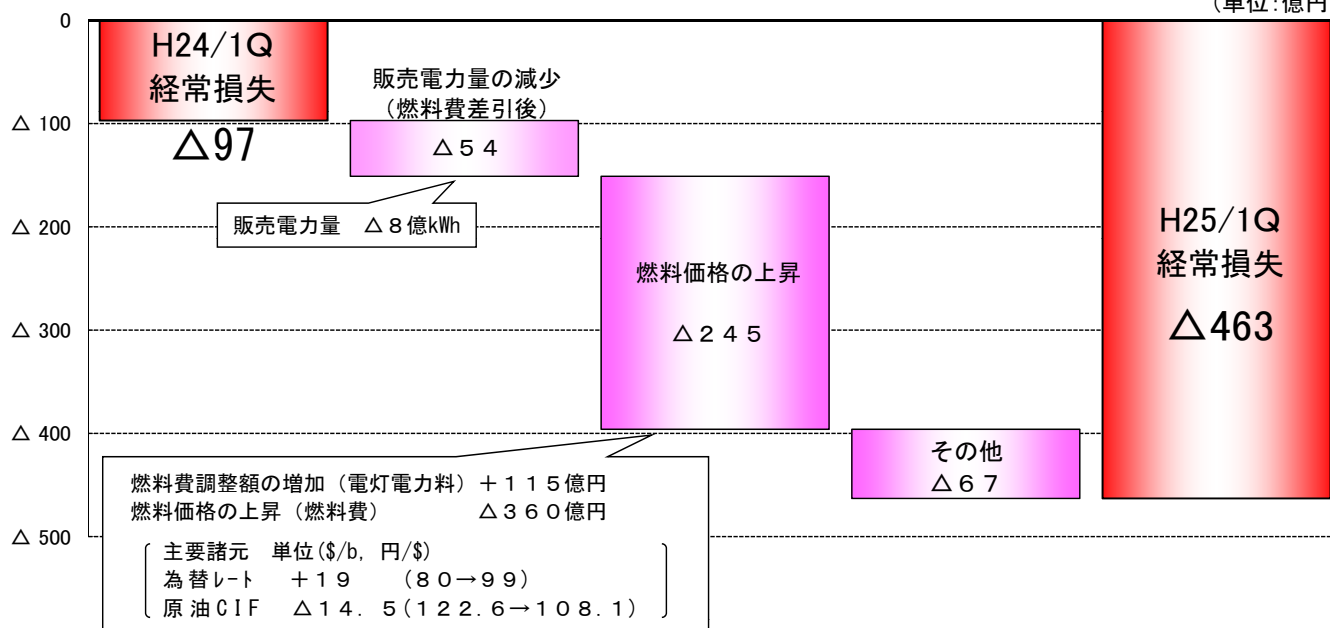 (単位:億円
0
△ 100
△ 200
△ 300
△ 400
△ 500
H24/1Q
経常損失
△97
販売電力量の減少
(燃料費差引後)
△５４
販売電力量　△８億kWh
燃料価格の上昇
△２４５
燃料費調整額の増加（電灯電力料）＋１１５億円
燃料価格の上昇（燃料費）　　　　　△３６０億円
主要諸元　単位($/b, 円/$)
為替ﾚｰﾄ　＋19　　(８０→９９)
原油ＣＩＦ　△１４．５(１２２.６→１０８.１)
その他
△６７
H25/1Q
経常損失
△463